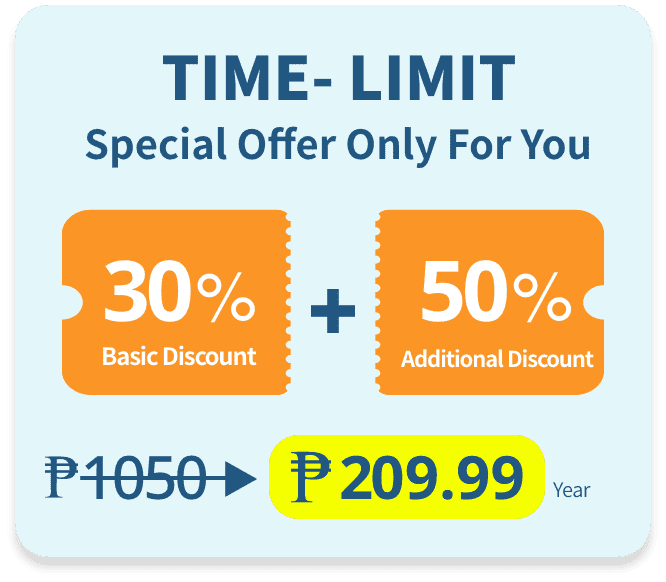 TIME- LIMIT
Special Offer Only For You
30% + 50%
Basic Discount Additional Discount
₱1050 ₱209.99 Year